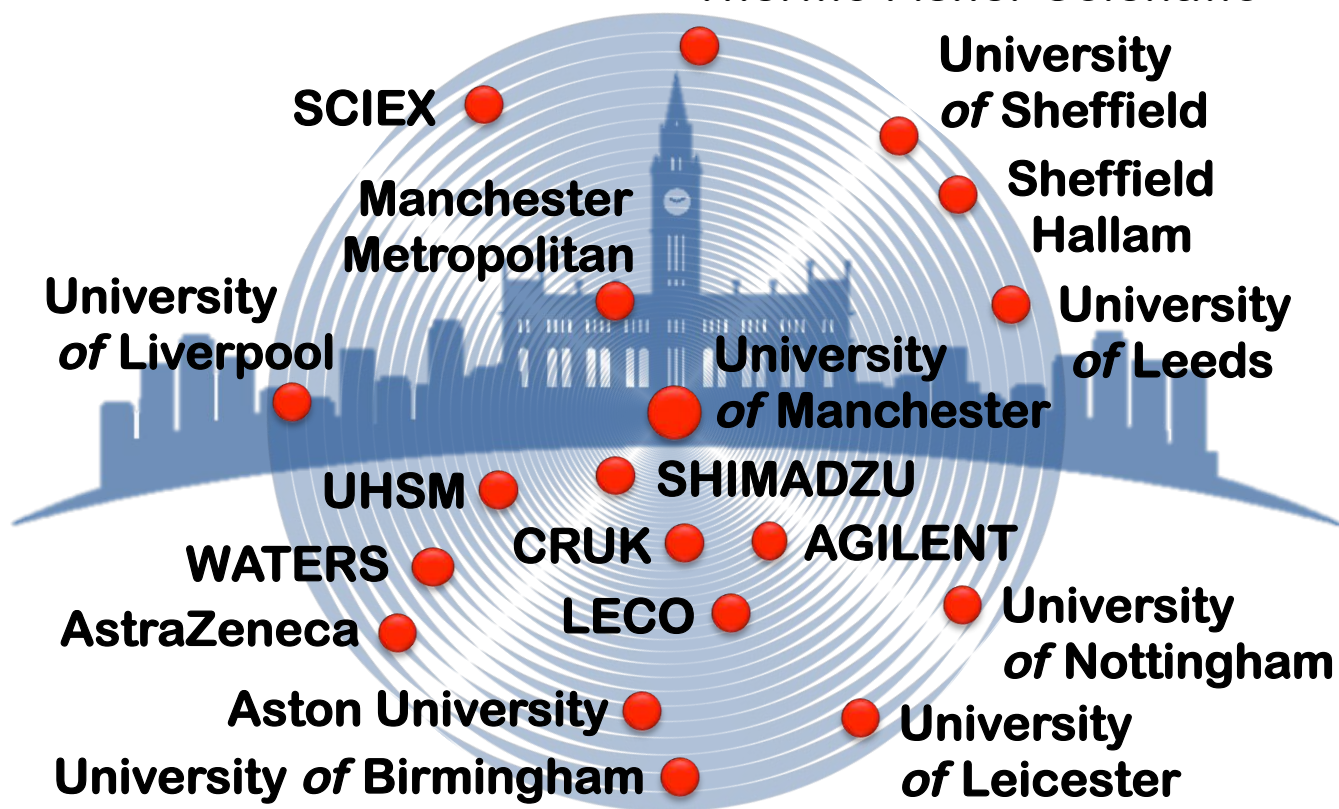 University
of Sheffield
SCIEX
Sheffield
Hallam
Manchester
Metropolitan
University
of Liverpool
University
of Leeds
University
of Manchester
SHIMADZU
UHSM
CRUK
AGILENT
WATERS
LECO
University
of Nottingham
AstraZeneca
Aston University
University
of Leicester
University of Birmingham